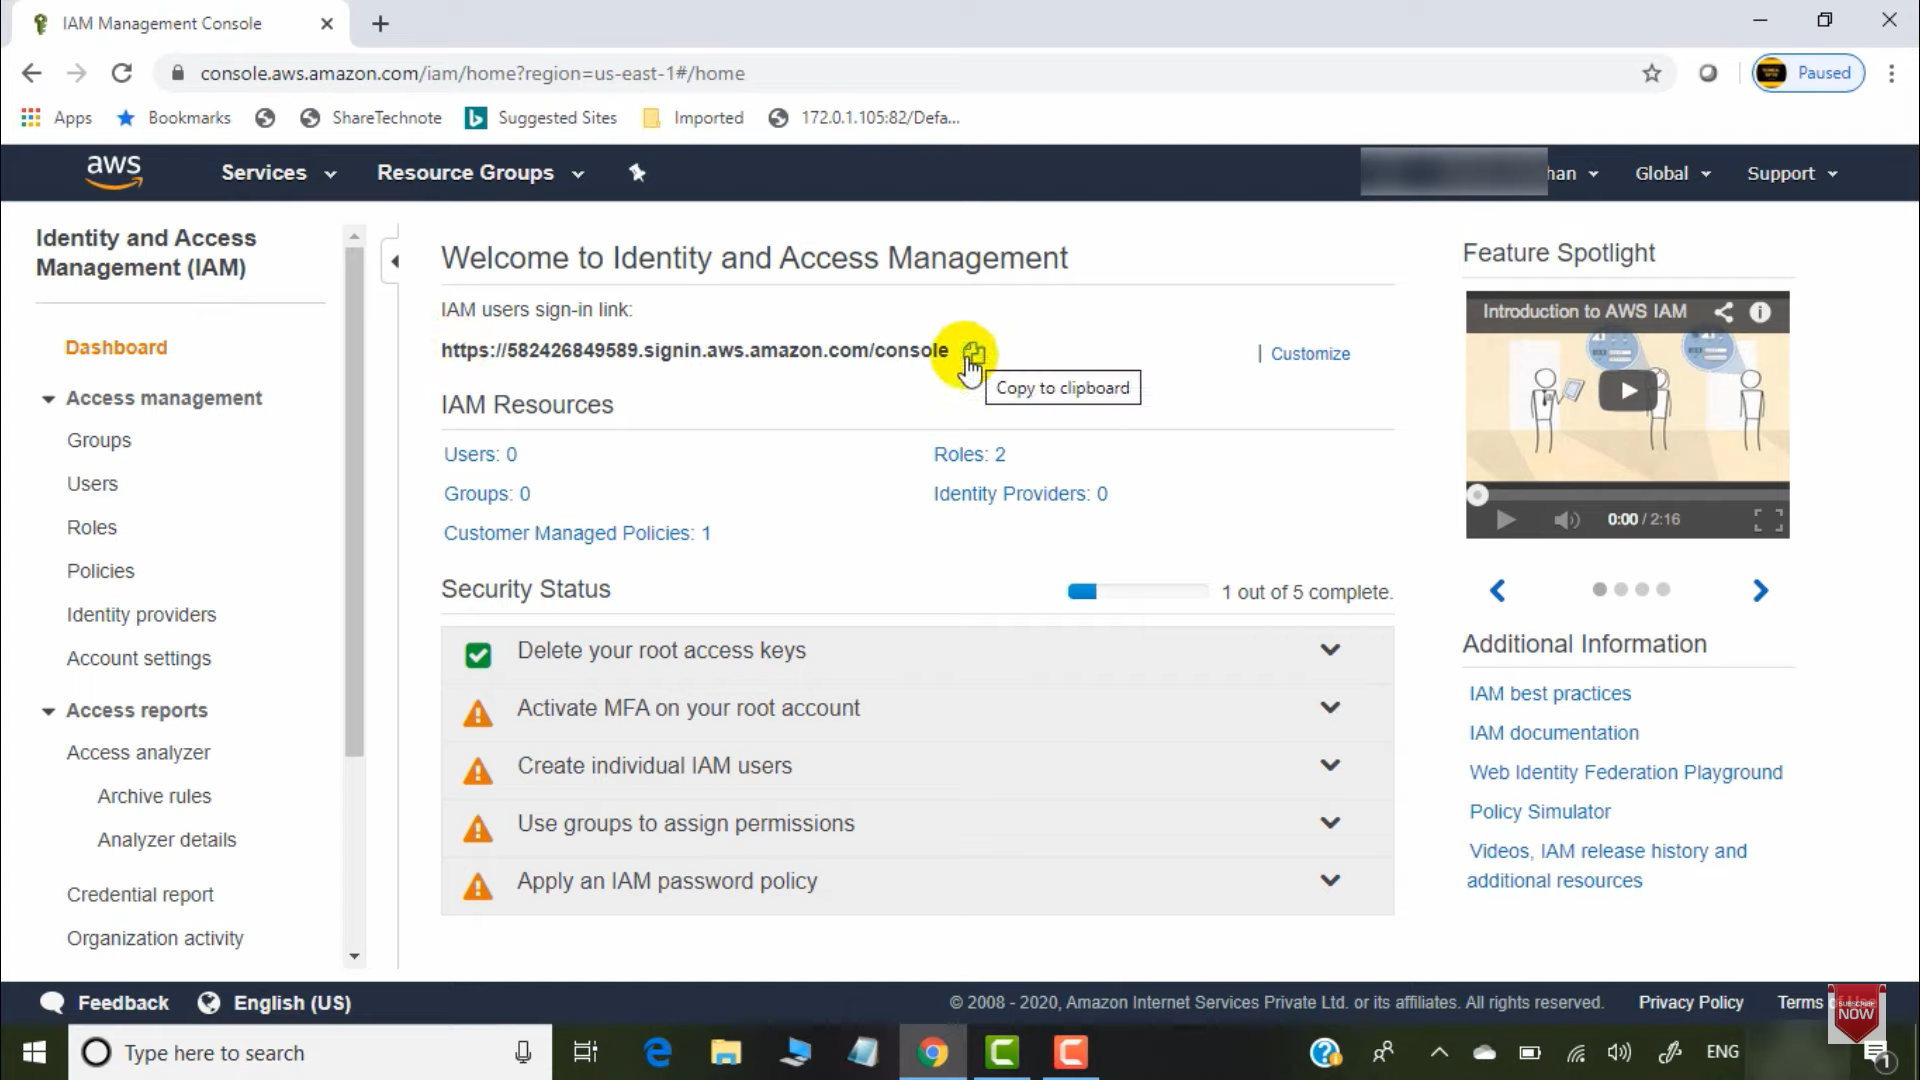 IAM Management Console
console.aws.amazon.com/iam/home?region=us-east-1#/home
Paused
Apps
Bookmarks
ShareTechnote
Suggested Sites
Imported
172.0.1.105:82/Defa...
aws
Services
Resource Groups
han
Global
Support
Identity and Access
Management (IAM)
Dashboard
Access management
Groups
Users
Roles
Policies
Identity providers
Account settings
Access reports
Access analyzer
Archive rules
Analyzer details
Credential report
Organization activity
Welcome to Identity and Access Management
IAM users sign-in link:
https://582426849589.signin.aws.amazon.com/console
| Customize
Copy to clipboard
IAM Resources
Users: 0
Roles: 2
Groups: 0
Identity Providers: 0
Customer Managed Policies: 1
Security Status
1 out of 5 complete.
Delete your root access keys
Activate MFA on your root account
Create individual IAM users
Use groups to assign permissions
Apply an IAM password policy
Feature Spotlight
Introduction to AWS IAM
0:00 / 2:16
Additional Information
IAM best practices
IAM documentation
Web Identity Federation Playground
Policy Simulator
Videos, IAM release history and
additional resources
Feedback
English (US)
© 2008 - 2020, Amazon Internet Services Private Ltd. or its affiliates. All rights reserved.
Privacy Policy
Terms
SUBSCRIBE
NOW
Type here to search
ENG
1